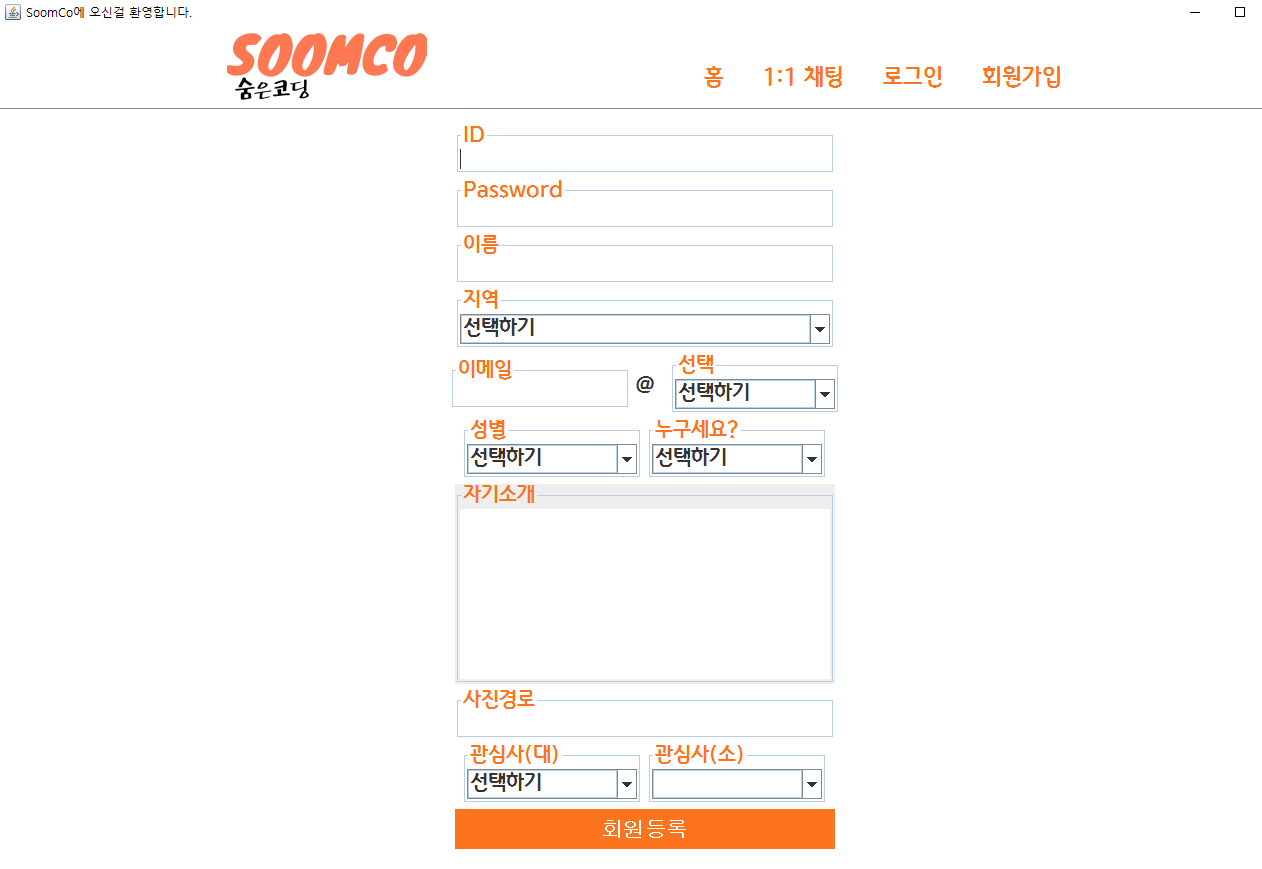 SoomCo에 오신걸 환영합니다.
SOOMCO
숨은코딩
홈 1:1 채팅 로그인 회원가입
ID
Password
이름
지역
선택하기
이메일 @ 선택
선택하기
성별 누구세요?
선택하기 선택하기
자기소개
사진경로
관심사(대) 관심사(소)
선택하기
회원등록